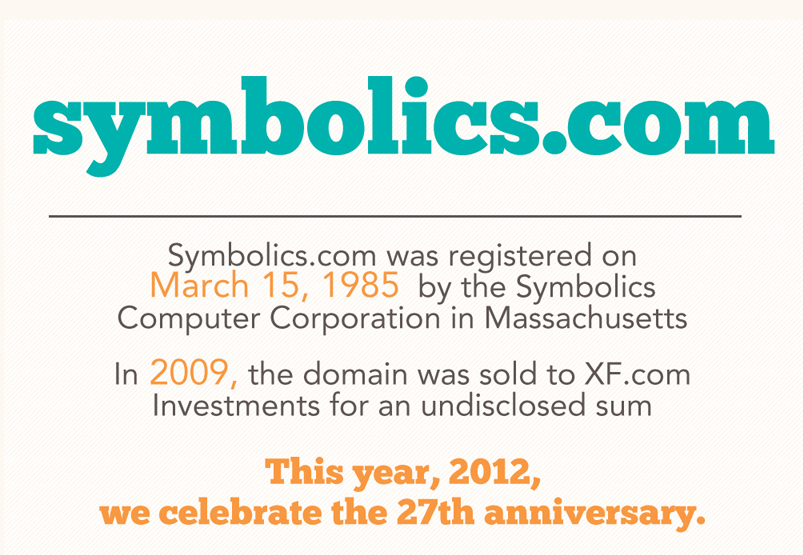 symbolics.com
Symbolics.com was registered on
March 15, 1985 by the Symbolics
Computer Corporation in Massachusetts
In 2009, the domain was sold to XF.com
Investments for an undisclosed sum
This year, 2012,
we celebrate the 27th anniversary.